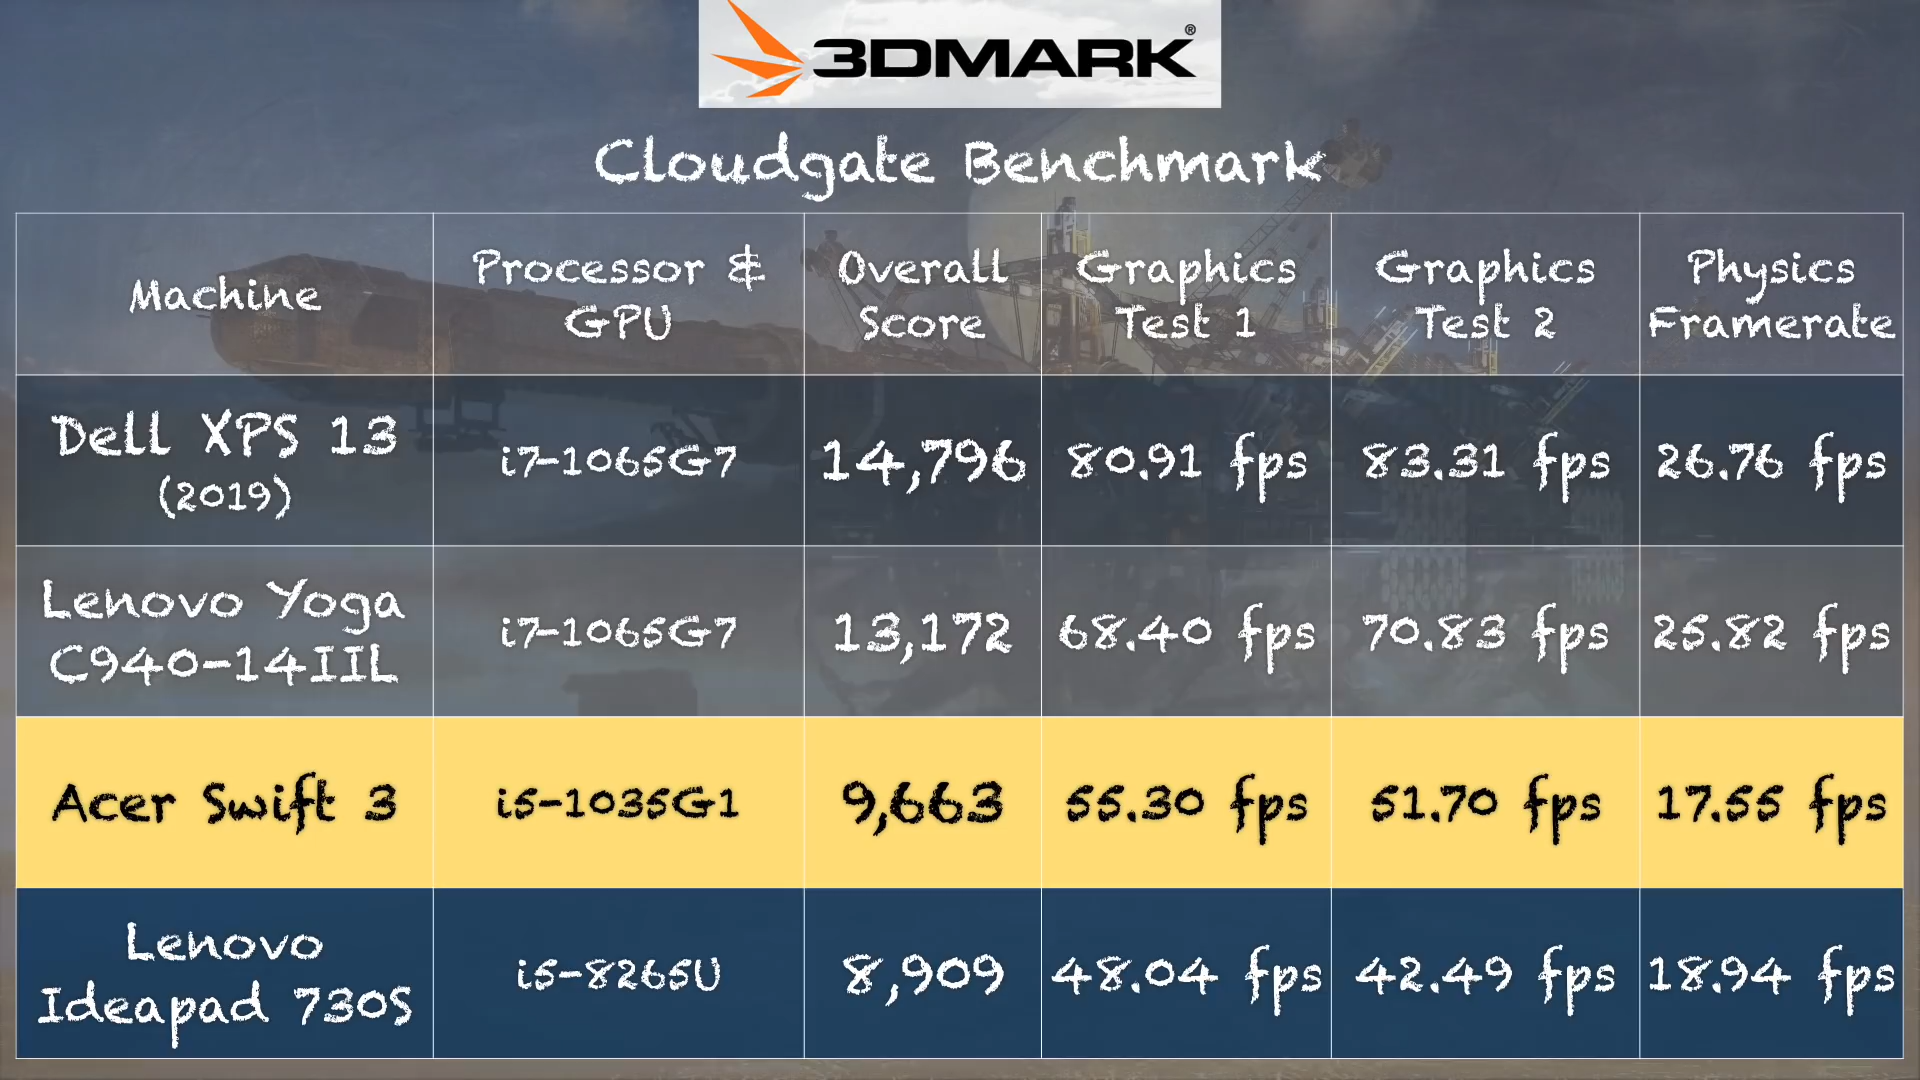 3DMARK®
Cloudgate Benchmark
Machine
Processor &
GPU
Overall
Score
Graphics
Test 1
Graphics
Test 2
Physics
Framerate
Dell XPS 13
(2019)
i7-1065G7
14,796
80.91 fps
83.31 fps
26.76 fps
Lenovo Yoga
C940-14IIL
i7-1065G7
13,172
68.40 fps
70.83 fps
25.82 fps
Acer Swift 3
i5-1035G1
9,663
55.30 fps
51.70 fps
17.55 fps
Lenovo
Ideapad 730S
i5-8265U
8,909
48.04 fps
42.49 fps
18.94 fps